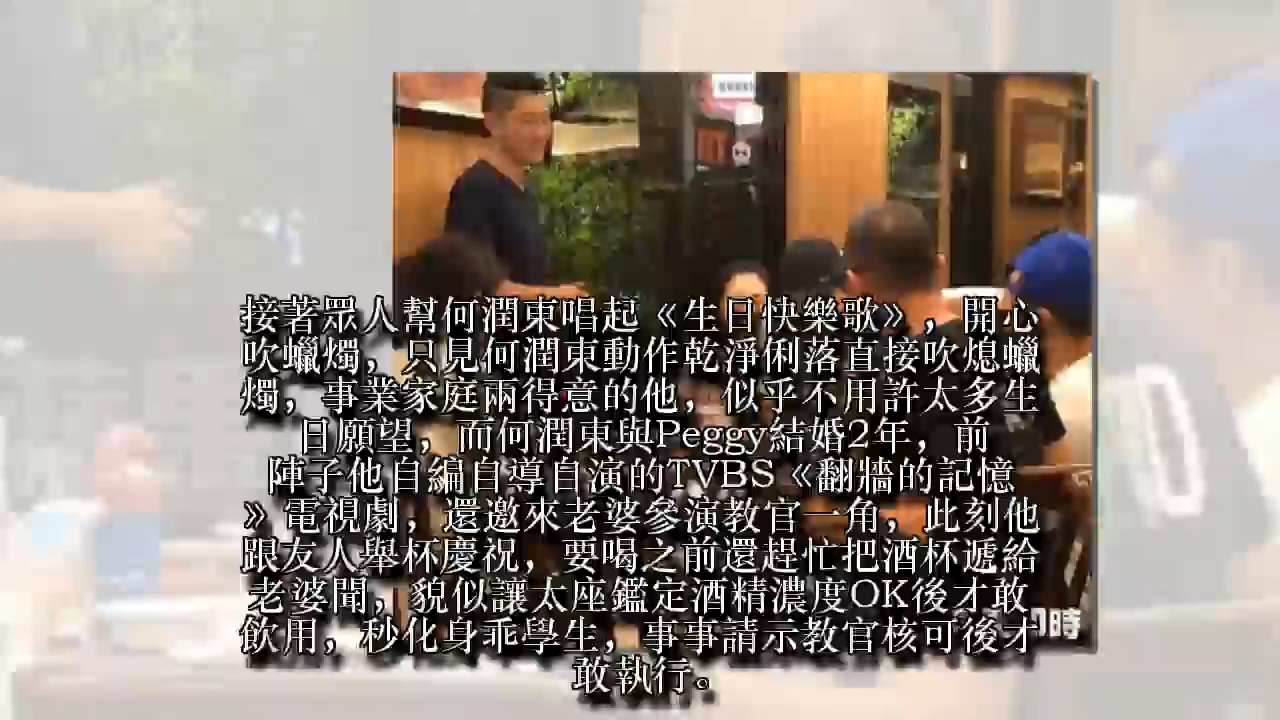 接著眾人幫何潤東唱起《生日快樂歌》，開心
吹蠟燭，只見何潤東動作乾淨俐落直接吹熄蠟
燭，事業家庭兩得意的他，似乎不用許太多生
日願望，而何潤東與Peggy結婚2年，前
陣子他自編自導自演的TVBS《翻牆的記憶
》電視劇，還邀來老婆參演教官一角，此刻他
跟友人舉杯慶祝，要喝之前還趕忙把酒杯遞給
老婆聞，貌似讓太座鑑定酒精濃度OK後才敢
飲用，秒化身乖學生，事事請示教官核可後才
敢執行。
時